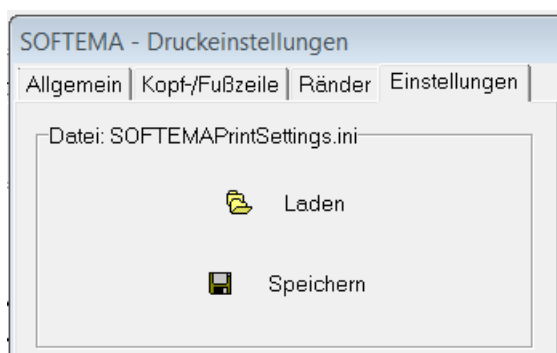 SOFTEMA - Druckeinstellungen
Allgemein Kopf-/Fußzeile Ränder Einstellungen
Datei: SOFTEMAPrintSettings.ini
Laden
Speichern